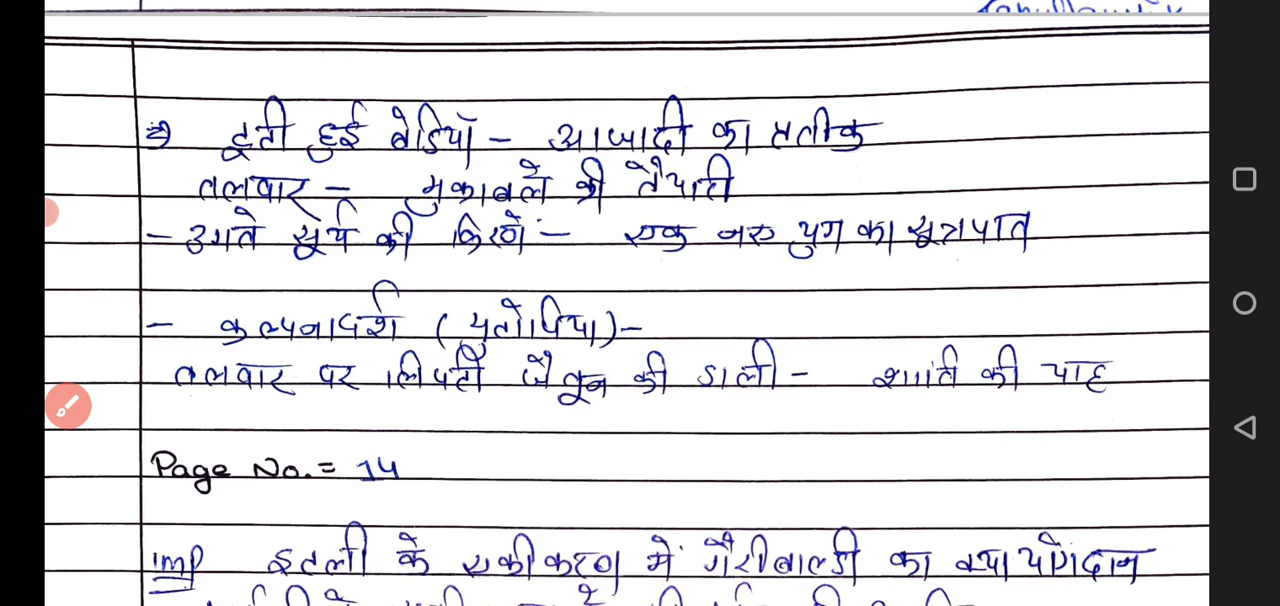 ⇒ टूटी हुई बेडियाँ - आजादी का प्रतीक
तलवार - मुकाबले की तैयारी
- उगते सूर्य की किरणें - एक नए युग का सूत्रपात
- कल्पनादर्श (युतोपिया) -
तलवार पर लिपटी जैतून की डाली - शांति की चाह
Page No. = 14
Imp इटली के एकीकरण में गैरीबाल्डी का क्या योगदान